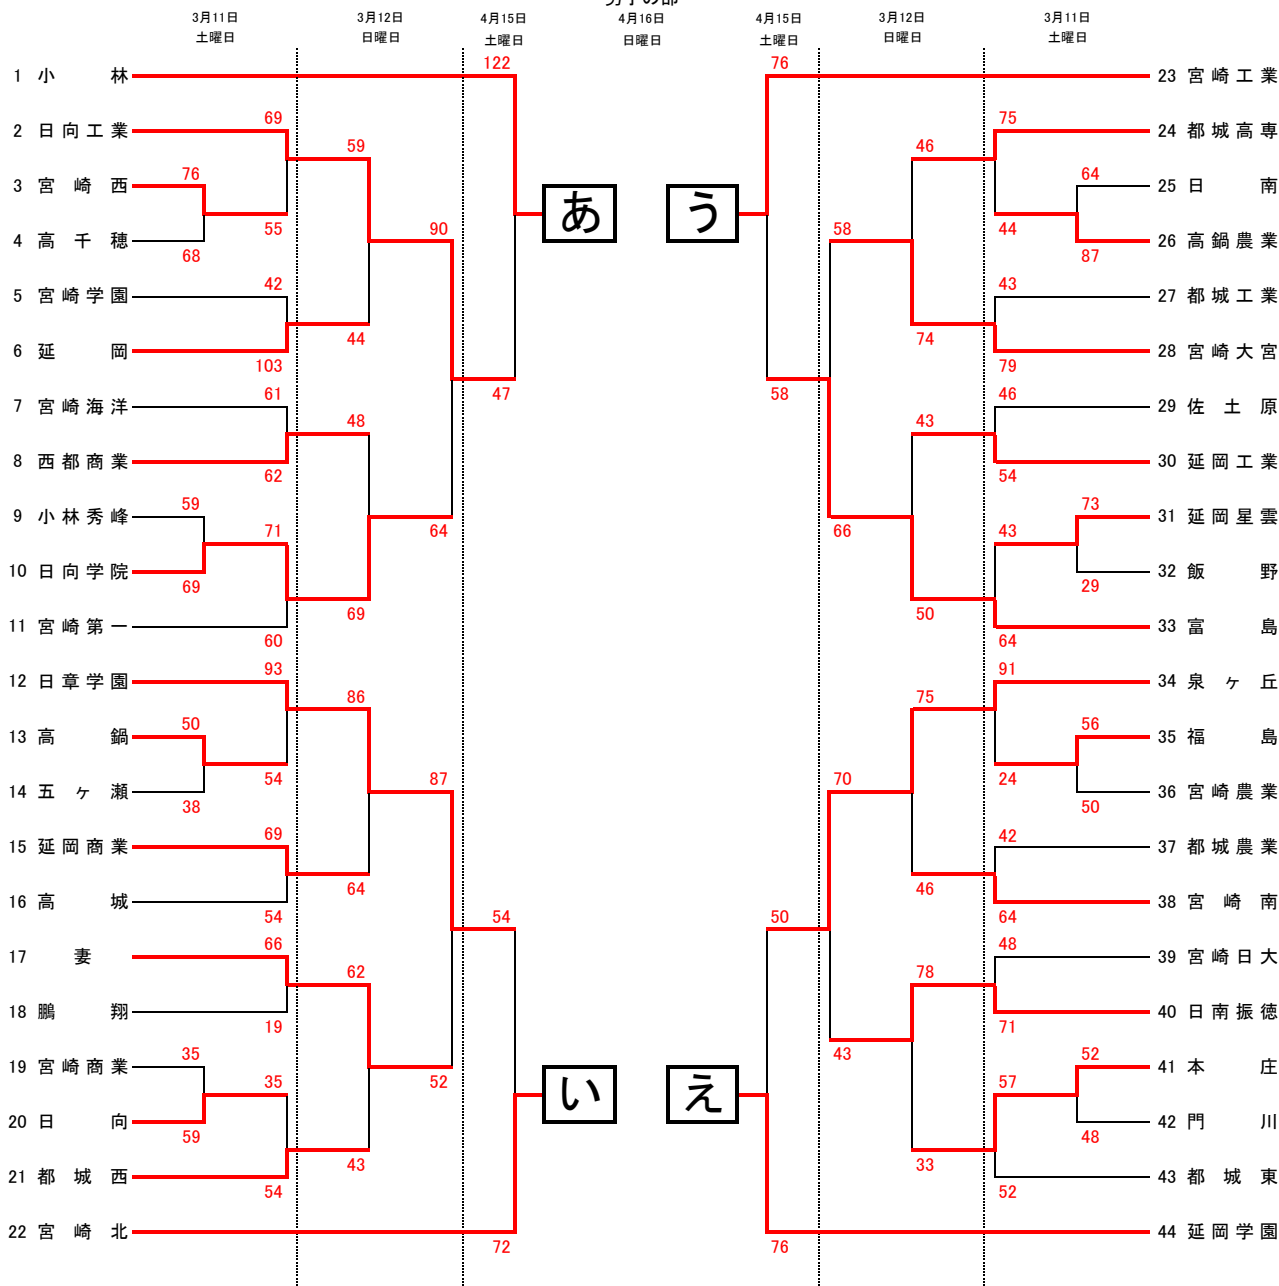 男子の部
3月11日 3月12日 4月15日 4月16日 4月15日 3月12日 3月11日
土曜日 日曜日 土曜日 日曜日 土曜日 日曜日 土曜日
122 76
1 小林 23 宮崎工業
69 75
2 日向工業 24 都城高専
59 46
76 64
3 宮崎西 25 日南
あ う
55 90 58 44
4 高千穂 26 高鍋農業
68 87
42 43
5 宮崎学園 27 都城工業
44 74
6 延岡 28 宮崎大宮
103 79
61 47 58 46
7 宮崎海洋 29 佐土原
48 43
8 西都商業 30 延岡工業
62 54
59 73
9 小林秀峰 31 延岡星雲
71 64 66 43
10 日向学院 32 飯野
69 29
69 50
11 宮崎第一 33 富島
60 64
93 91
12 日章学園 34 泉ヶ丘
86 75
50 56
13 高鍋 35 福島
54 87 70 24
14 五ヶ瀬 36 宮崎農業
38 50
69 42
15 延岡商業 37 都城農業
64 46
16 高城 38 宮崎南
54 54 50 64
66 48
17 妻 39 宮崎日大
62 78
18 鵬翔 40 日南振徳
19 71
35 43 52
19 宮崎商業 41 本庄
35 52 57
い え
20 日向 42 門川
59 48
43 33
21 都城西 43 都城東
54 52
22 宮崎北 44 延岡学園
72 76